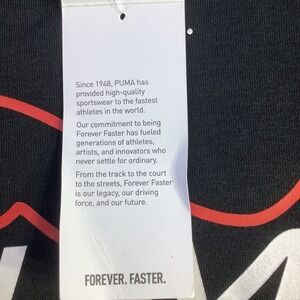 Since 1948, PUMA has
provided high-quality
sportswear to the fastest
athletes in the world.
Our commitment to being
Forever Faster has fueled
generations of athletes,
artists, and innovators who
never settle for ordinary.
From the track to the court
to the streets, Forever Faster
is our legacy, our driving
force, and our future.
FOREVER. FASTER.